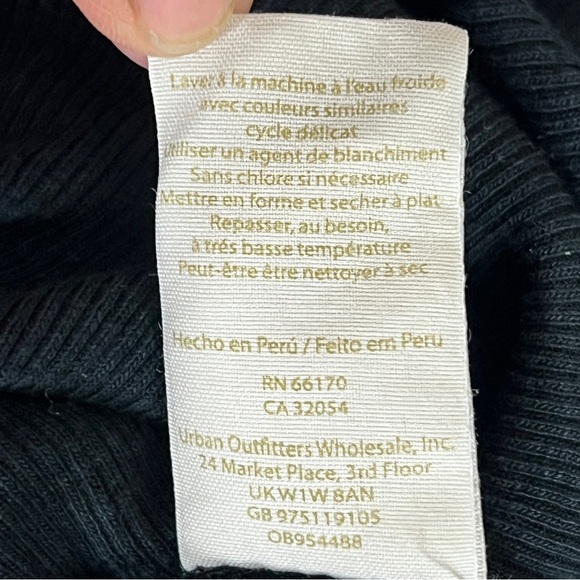 Laver à la machine à l'eau froide
avec couleurs similaires
cycle délicat
Utiliser un agent de blanchiment
Sans chlore si nécessaire
Mettre en forme et secher à plat
Repasser, au besoin,
à trés basse température
Peut-être être nettoyer à sec
Hecho en Perú / Feito em Peru
RN 66170
CA 32054
Urban Outfitters Wholesale, Inc.
24 Market Place, 3rd Floor
UKW1W 8AN
GB 975119105
OB954488